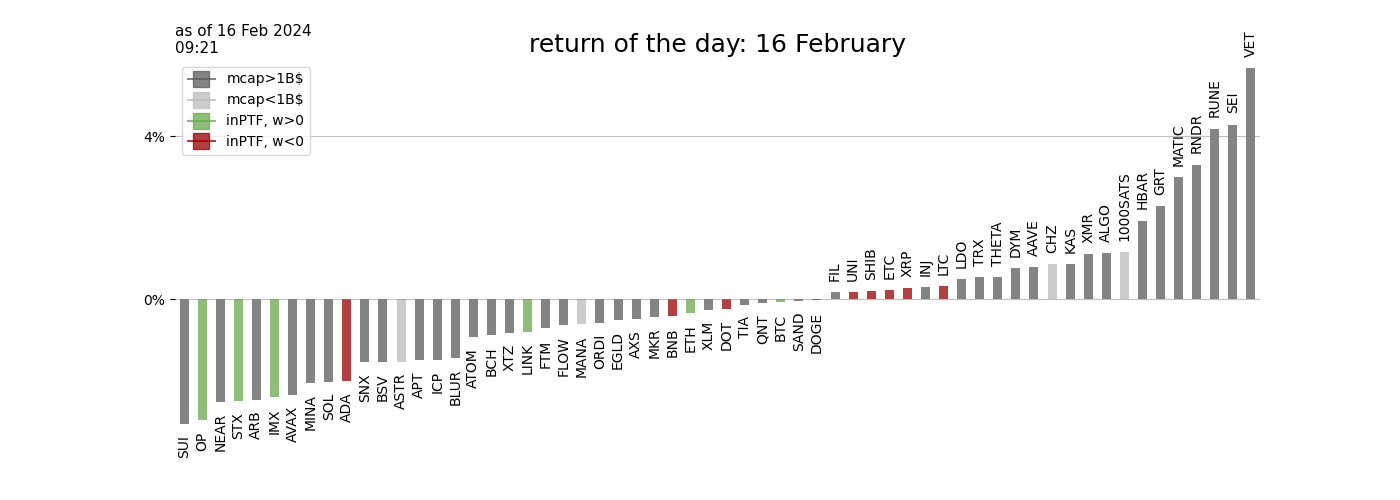 as of 16 Feb 2024
09:21
return of the day: 16 February
mcap>1B$
mcap<1B$
inPTF, w>0
inPTF, w<0
4%
0%
SUI
OP
NEAR
STX
ARB
IMX
AVAX
MINA
SOL
ADA
SNX
BSV
ASTR
APT
ICP
BLUR
ATOM
BCH
XTZ
LINK
FTM
FLOW
MANA
ORDI
EGLD
AXS
MKR
BNB
ETH
XLM
DOT
TIA
QNT
BTC
SAND
DOGE
FIL
UNI
SHIB
ETC
XRP
INJ
LTC
LDO
TRX
THETA
DYM
AAVE
CHZ
KAS
XMR
ALGO
1000SATS
HBAR
GRT
MATIC
RNDR
RUNE
SEI
VET